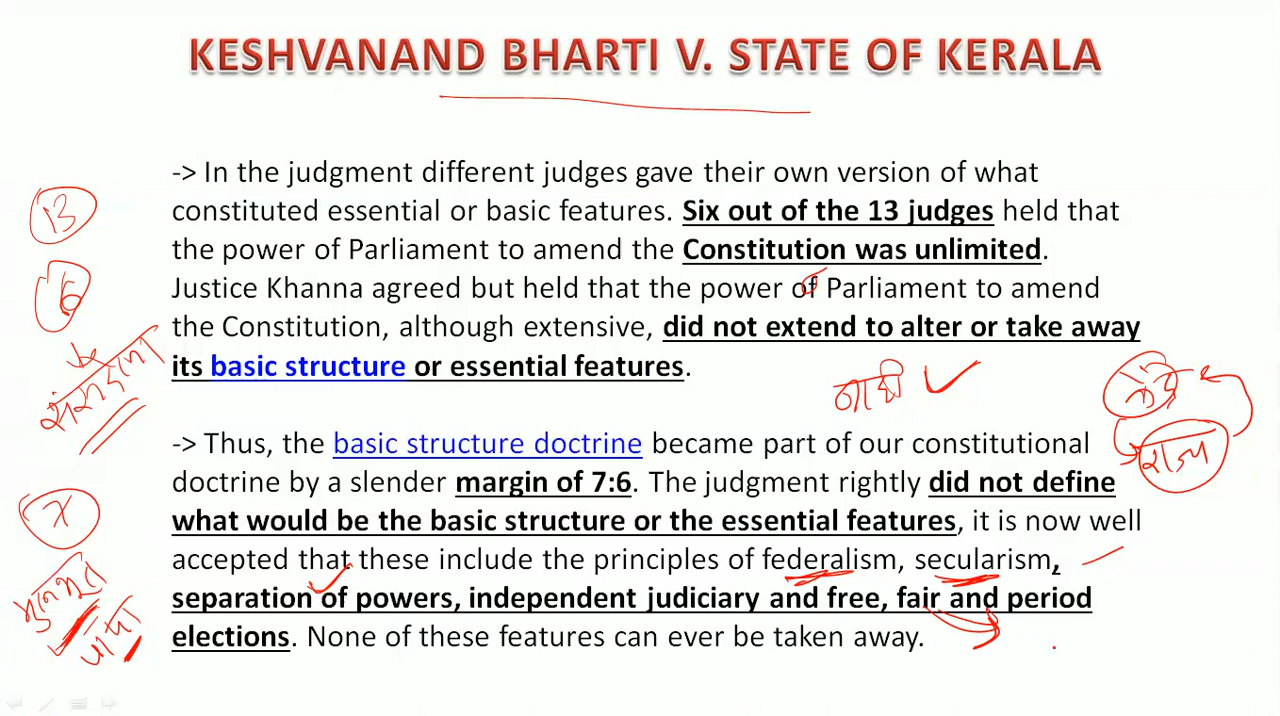 KESHVANAND BHARTI V. STATE OF KERALA
-> In the judgment different judges gave their own version of what
constituted essential or basic features. Six out of the 13 judges held that
the power of Parliament to amend the Constitution was unlimited.
Justice Khanna agreed but held that the power of Parliament to amend
the Constitution, although extensive, did not extend to alter or take away
its basic structure or essential features.
-> Thus, the basic structure doctrine became part of our constitutional
doctrine by a slender margin of 7:6. The judgment rightly did not define
what would be the basic structure or the essential features, it is now well
accepted that these include the principles of federalism, secularism,
separation of powers, independent judiciary and free, fair and period
elections. None of these features can ever be taken away.
13
6
राज्य